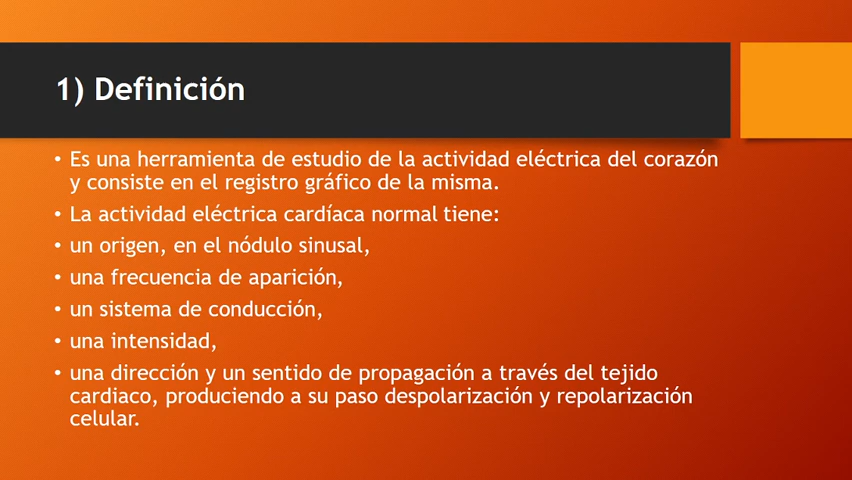 1) Definición
• Es una herramienta de estudio de la actividad eléctrica del corazón
y consiste en el registro gráfico de la misma.
• La actividad eléctrica cardíaca normal tiene:
• un origen, en el nódulo sinusal,
• una frecuencia de aparición,
• un sistema de conducción,
• una intensidad,
• una dirección y un sentido de propagación a través del tejido
cardiaco, produciendo a su paso despolarización y repolarización
celular.